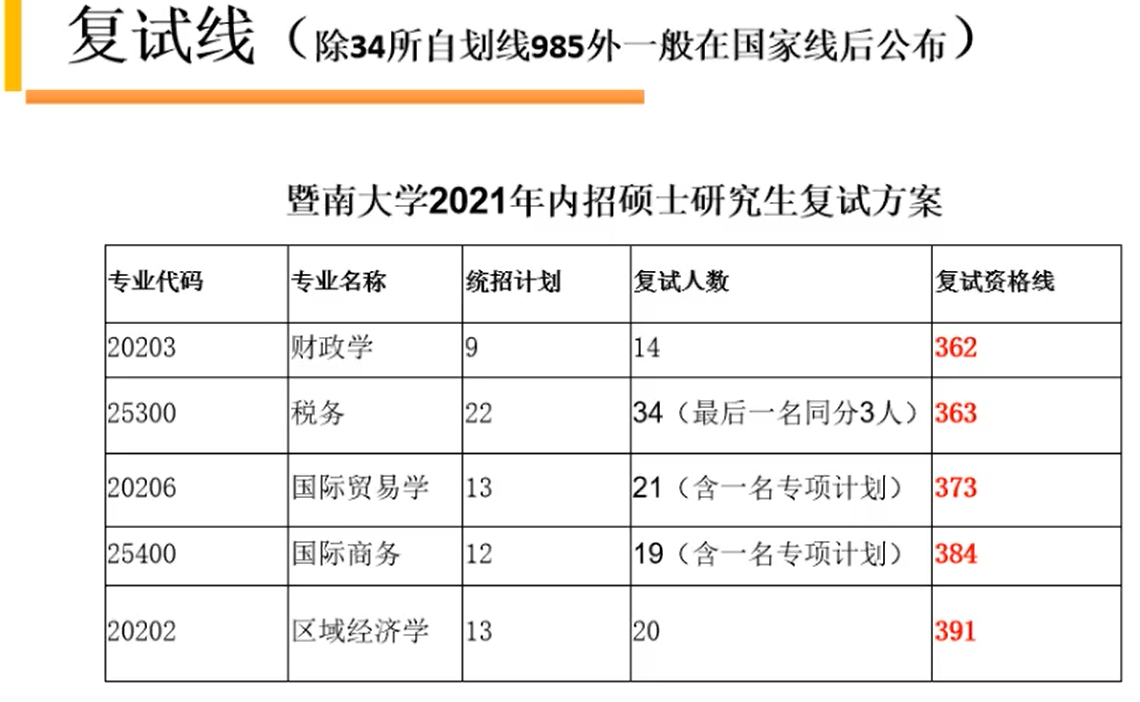 复试线（除34所自划线985外一般在国家线后公布）
暨南大学2021年内招硕士研究生复试方案
专业代码 专业名称 统招计划 复试人数 复试资格线
20203 财政学 9 14 362
25300 税务 22 34（最后一名同分3人） 363
20206 国际贸易学 13 21（含一名专项计划） 373
25400 国际商务 12 19（含一名专项计划） 384
20202 区域经济学 13 20 391